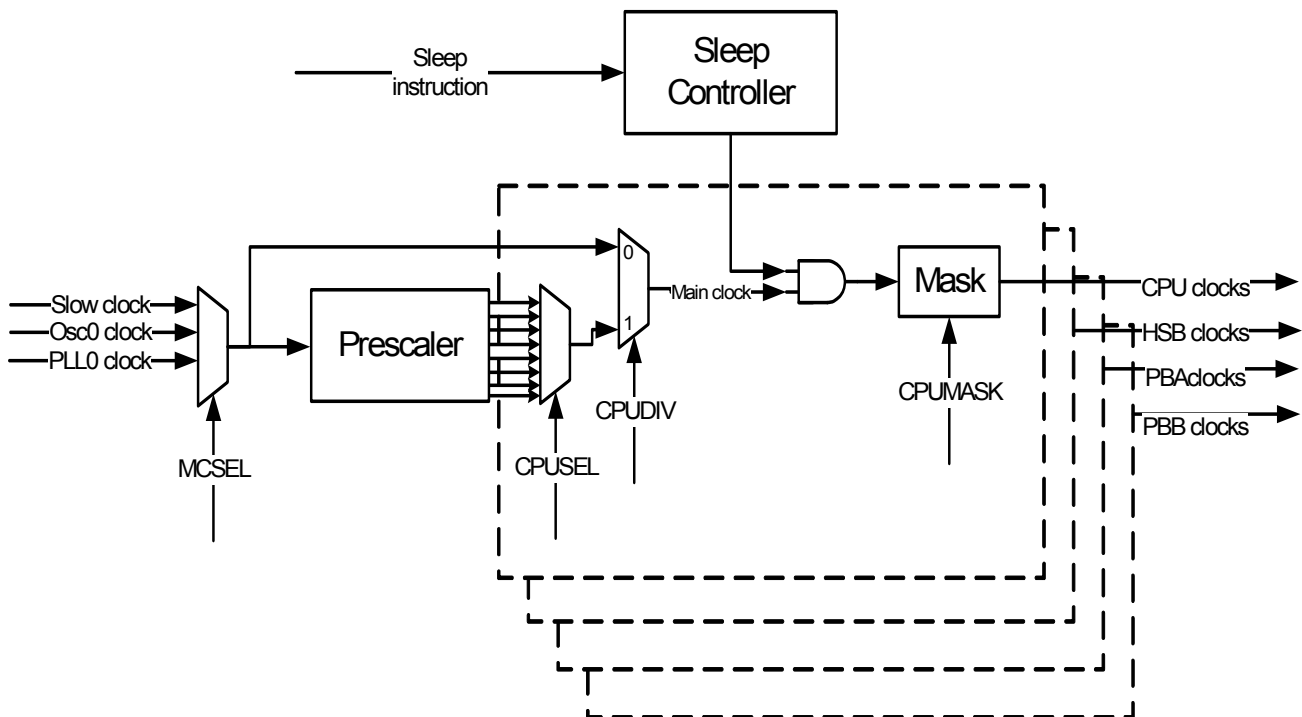 Sleep
instruction
Sleep
Controller
0
Slow clock
Osc0 clock
PLL0 clock
Prescaler
1
Main clock
Mask
CPU clocks
HSB clocks
PBAclocks
PBB clocks
MCSEL
CPUSEL
CPUDIV
CPUMASK